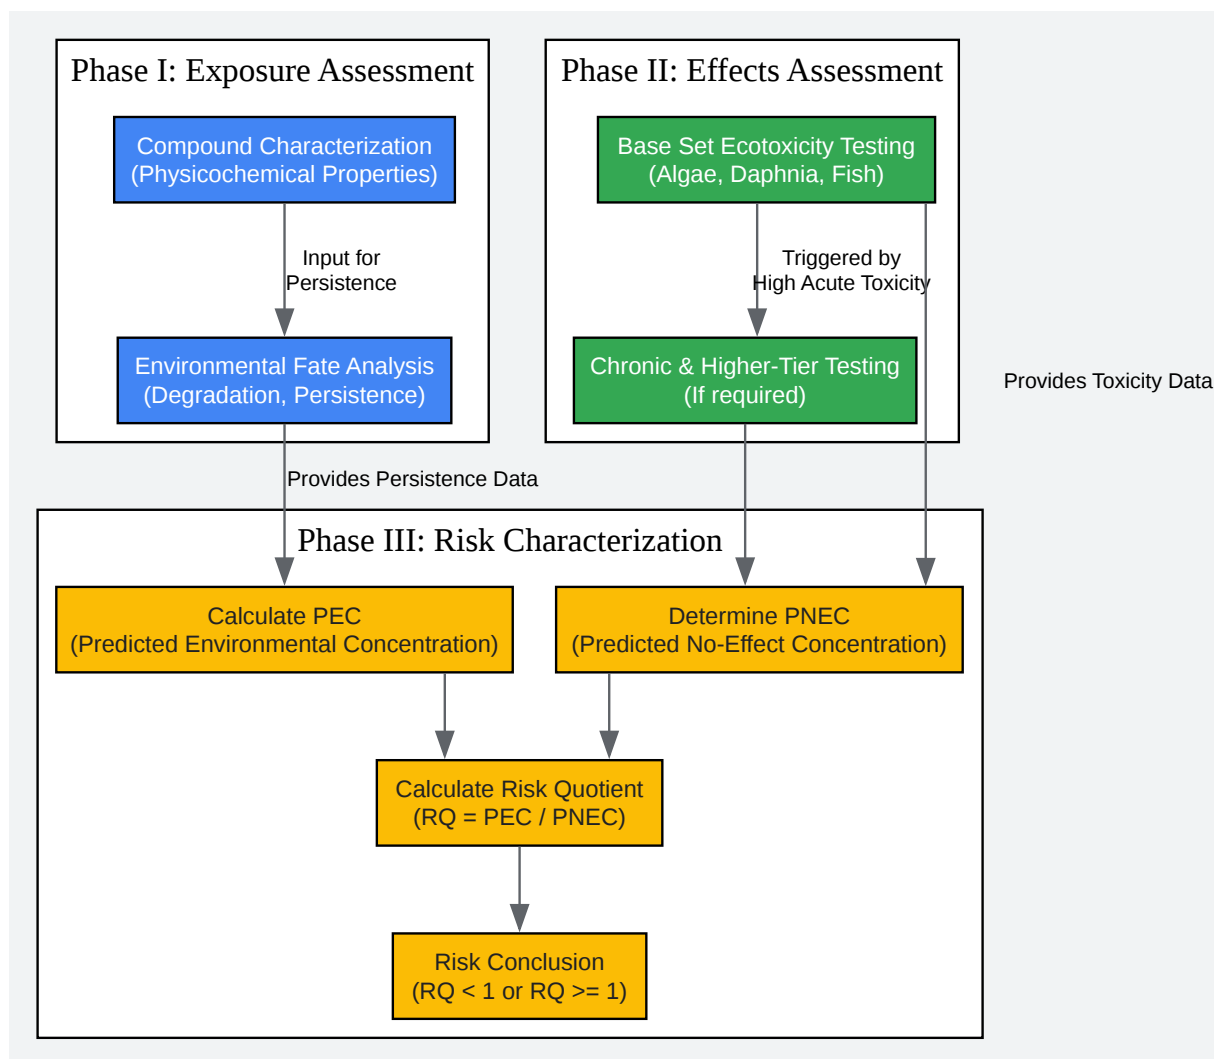 Phase I: Exposure Assessment
Compound Characterization
(Physicochemical Properties)
Input for
Persistence
Environmental Fate Analysis
(Degradation, Persistence)
Phase II: Effects Assessment
Base Set Ecotoxicity Testing
(Algae, Daphnia, Fish)
Triggered by
High Acute Toxicity
Chronic & Higher-Tier Testing
(If required)
Provides Toxicity Data
Provides Persistence Data
Phase III: Risk Characterization
Calculate PEC
(Predicted Environmental Concentration)
Determine PNEC
(Predicted No-Effect Concentration)
Calculate Risk Quotient
(RQ = PEC / PNEC)
Risk Conclusion
(RQ < 1 or RQ >= 1)